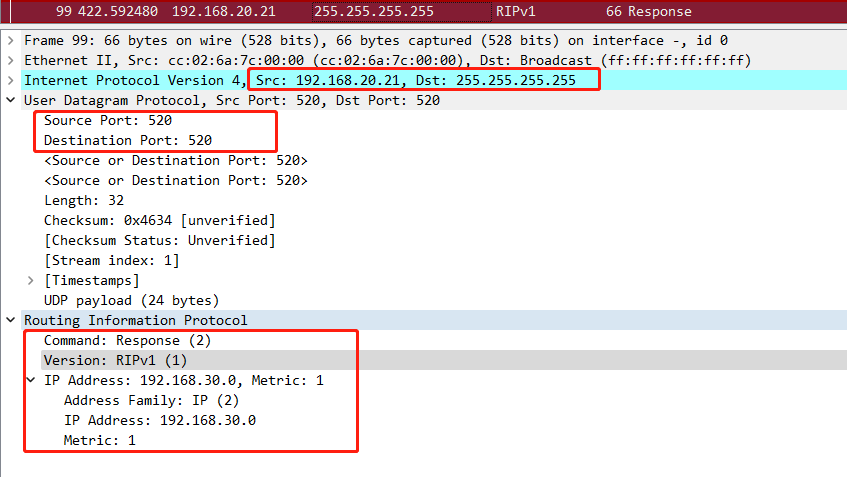 99 422.592480 192.168.20.21 255.255.255.255 RIPv1 66 Response
Frame 99: 66 bytes on wire (528 bits), 66 bytes captured (528 bits) on interface -, id 0
Ethernet II, Src: cc:02:6a:7c:00:00 (cc:02:6a:7c:00:00), Dst: Broadcast (ff:ff:ff:ff:ff:ff)
Internet Protocol Version 4, Src: 192.168.20.21, Dst: 255.255.255.255
User Datagram Protocol, Src Port: 520, Dst Port: 520
Source Port: 520
Destination Port: 520
<Source or Destination Port: 520>
<Source or Destination Port: 520>
Length: 32
Checksum: 0x4634 [unverified]
[Checksum Status: Unverified]
[Stream index: 1]
[Timestamps]
UDP payload (24 bytes)
Routing Information Protocol
Command: Response (2)
Version: RIPv1 (1)
IP Address: 192.168.30.0, Metric: 1
Address Family: IP (2)
IP Address: 192.168.30.0
Metric: 1